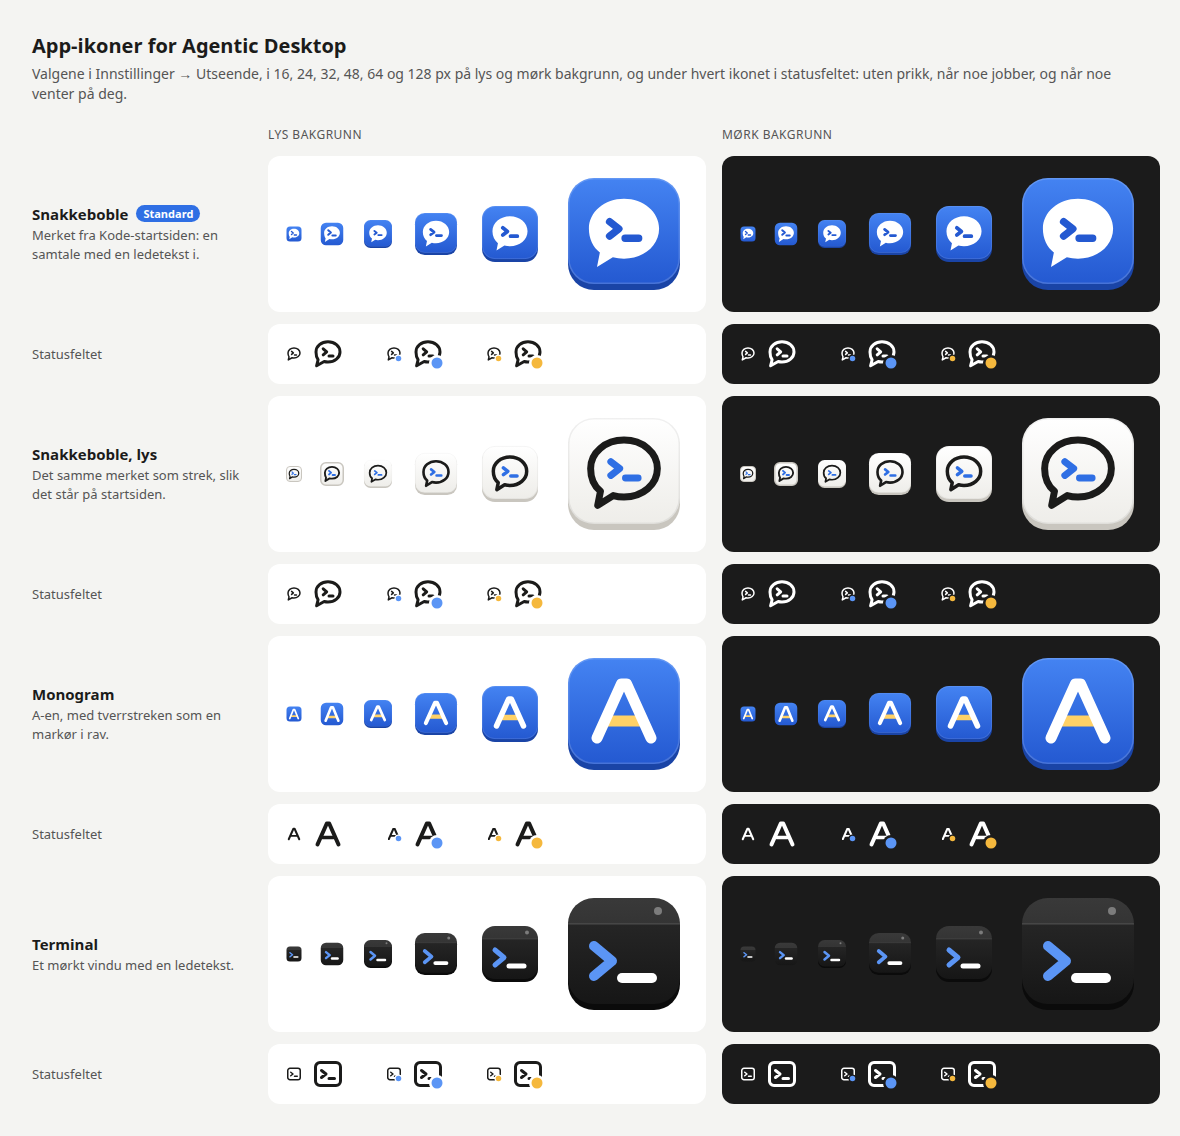 App-ikoner for Agentic Desktop
Valgene i Innstillinger → Utseende, i 16, 24, 32, 48, 64 og 128 px på lys og mørk bakgrunn, og under hvert ikonet i statusfeltet: uten prikk, når noe jobber, og når noe
venter på deg.
LYS BAKGRUNN
MØRK BAKGRUNN
Snakkeboble Standard
Merket fra Kode-startsiden: en
samtale med en ledetekst i.
Statusfeltet
Snakkeboble, lys
Det samme merket som strek, slik
det står på startsiden.
Statusfeltet
Monogram
A-en, med tverrstreken som en
markør i rav.
Statusfeltet
Terminal
Et mørkt vindu med en ledetekst.
Statusfeltet